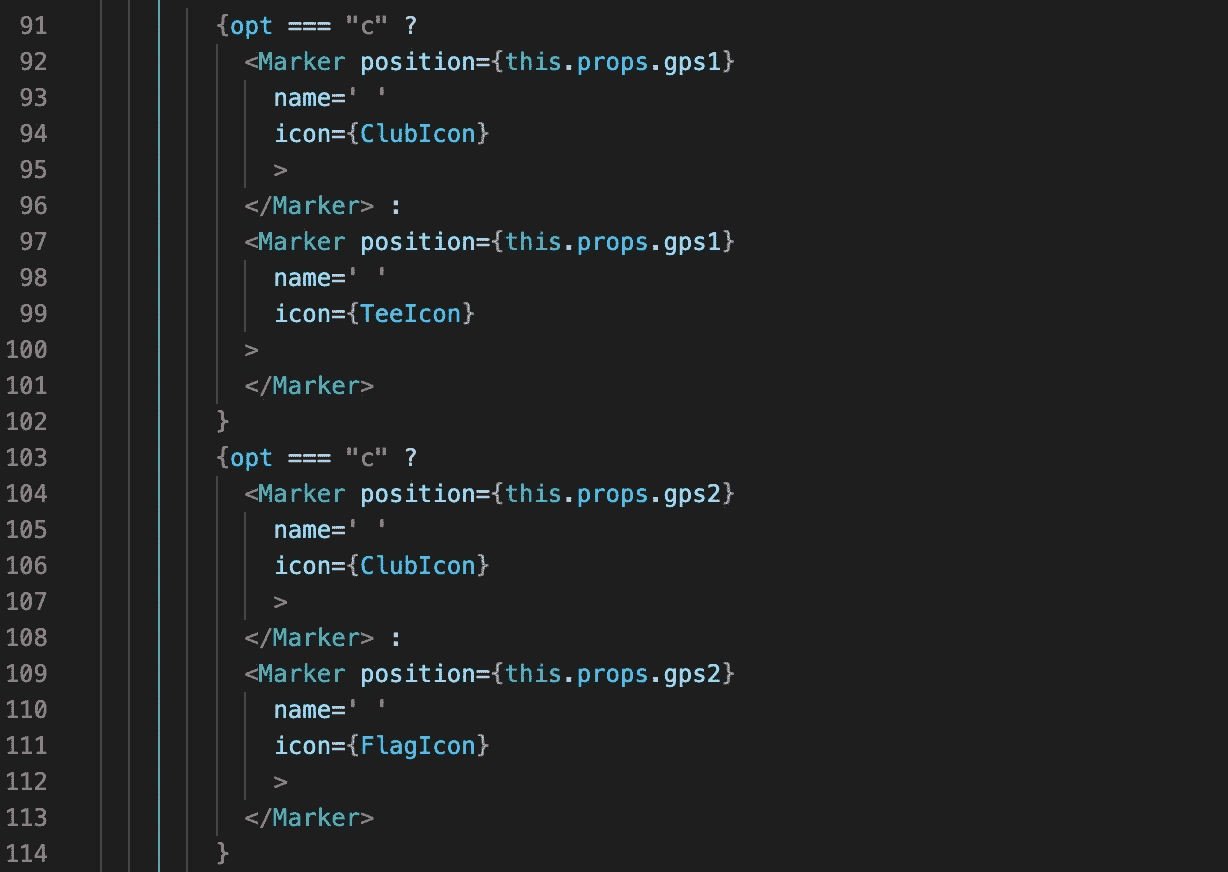 91 {opt === "c" ?
92 <Marker position={this.props.gps1}
93 name=' '
94 icon={ClubIcon}
95 >
96 </Marker> :
97 <Marker position={this.props.gps1}
98 name=' '
99 icon={TeeIcon}
100 >
101 </Marker>
102 }
103 {opt === "c" ?
104 <Marker position={this.props.gps2}
105 name=' '
106 icon={ClubIcon}
107 >
108 </Marker> :
109 <Marker position={this.props.gps2}
110 name=' '
111 icon={FlagIcon}
112 >
113 </Marker>
114 }